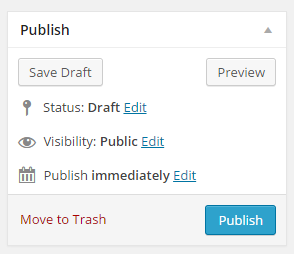 Publish
Save Draft Preview
Status: Draft Edit
Visibility: Public Edit
Publish immediately Edit
Move to Trash Publish